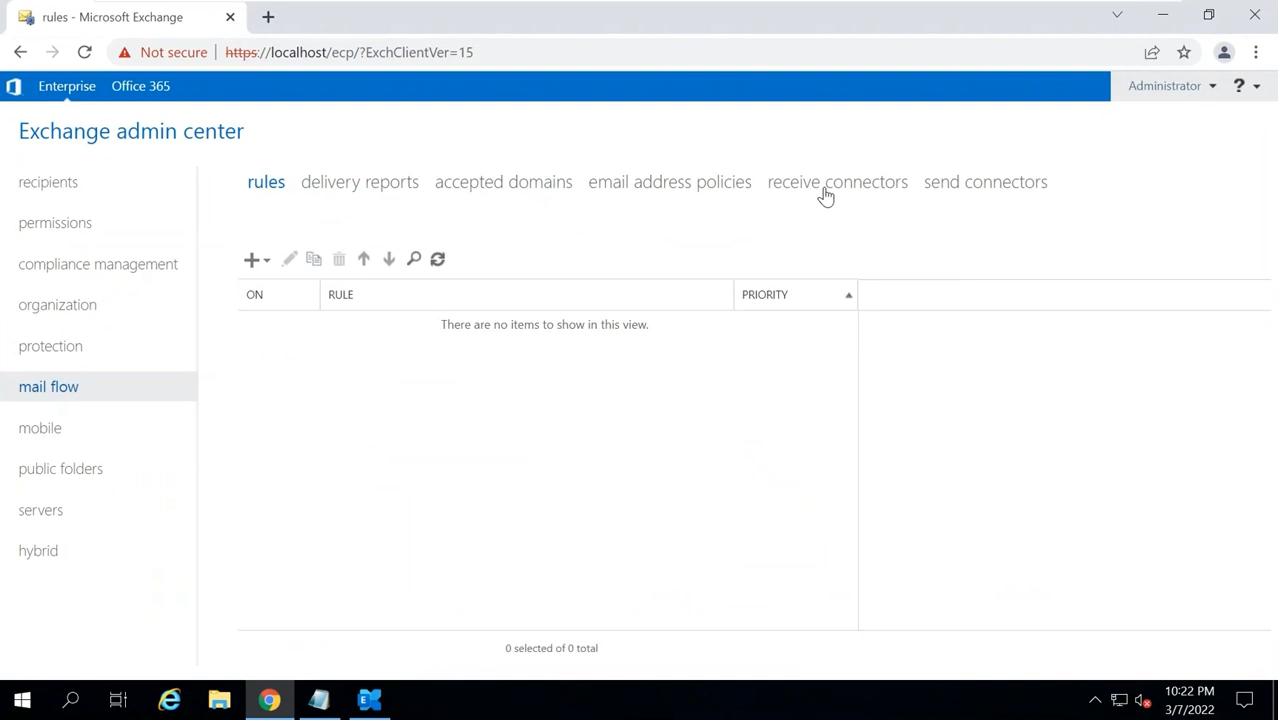 rules - Microsoft Exchange
Not secure https://localhost/ecp/?ExchClientVer=15
Enterprise Office 365 Administrator ?
Exchange admin center
recipients
permissions
compliance management
organization
protection
mail flow
mobile
public folders
servers
hybrid
rules delivery reports accepted domains email address policies receive connectors send connectors
ON RULE PRIORITY
There are no items to show in this view.
0 selected of 0 total
10:22 PM
3/7/2022